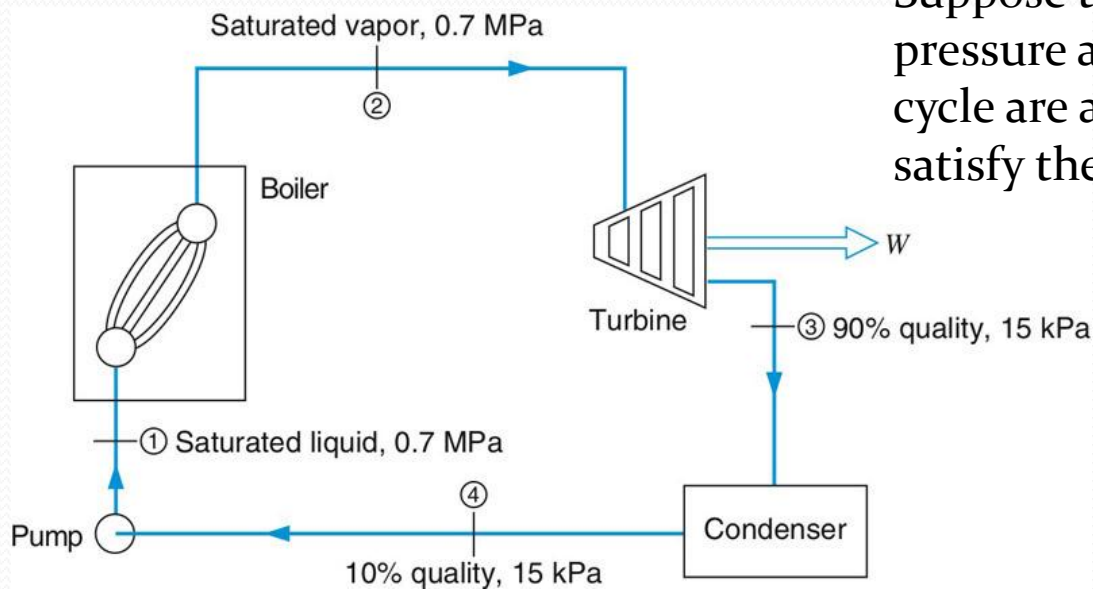 Suppose
pressure
cycle are
satisfy the
Saturated vapor, 0.7 MPa
②
Boiler
W
Turbine
③ 90% quality, 15 kPa
① Saturated liquid, 0.7 MPa
④
Pump
Condenser
10% quality, 15 kPa